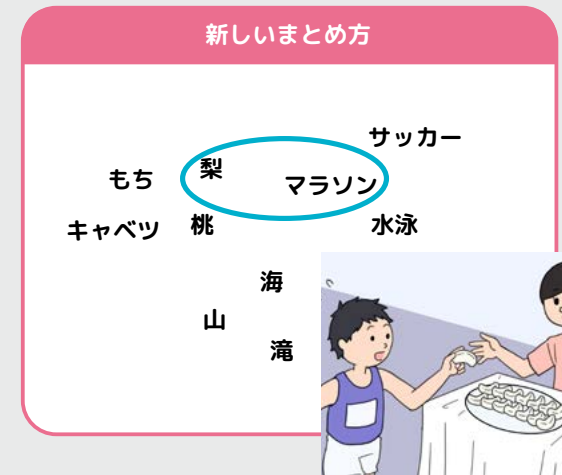 新しいまとめ方
サッカー
もち
梨
マラソン
キャベツ
桃
水泳
海
山
滝